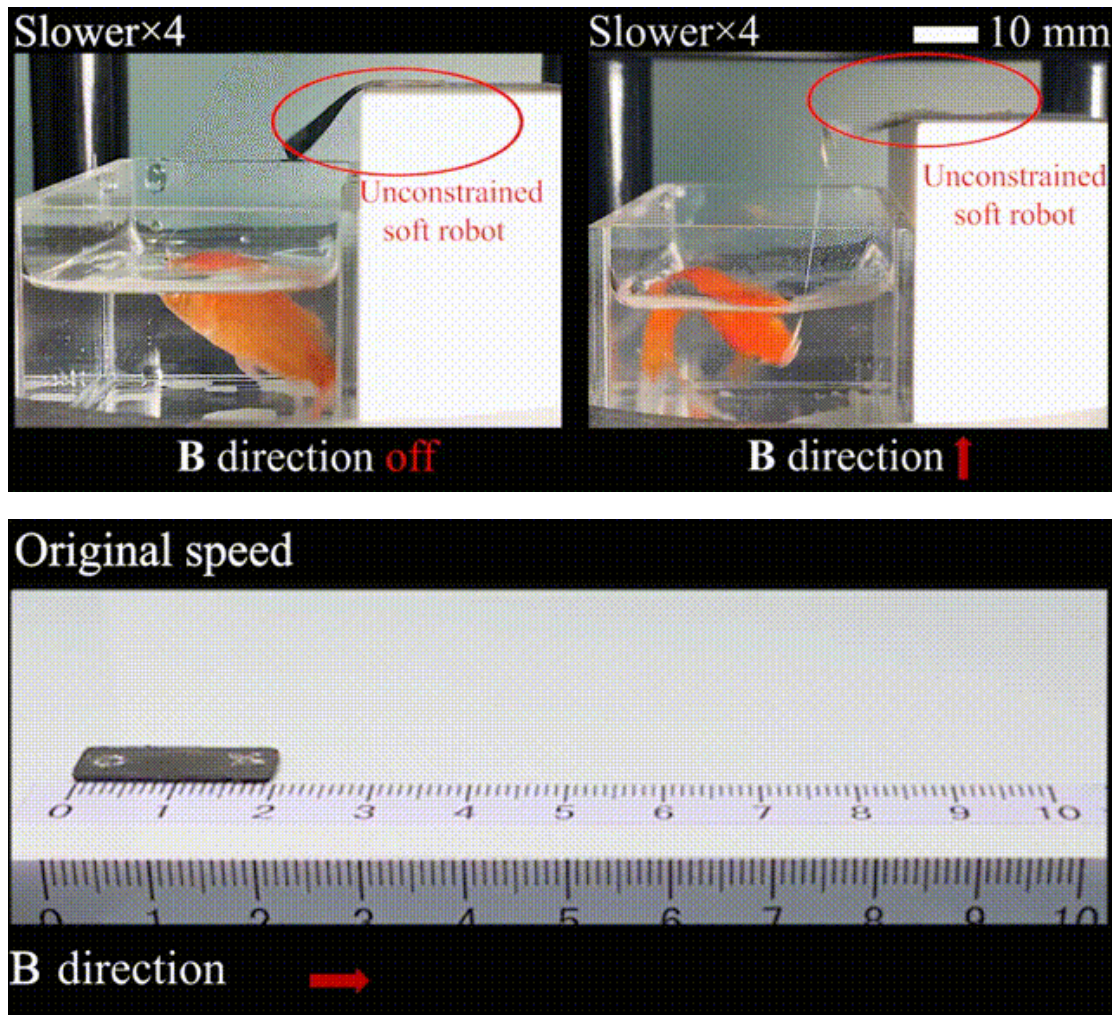 Slower×4
Slower×4
10 mm
Unconstrained
soft robot
Unconstrained
soft robot
B direction off
B direction
Original speed
0 1 2 3 4 5 6 7 8 9 10
0 1 2 3 4 5 6 7 8 9 10
B direction